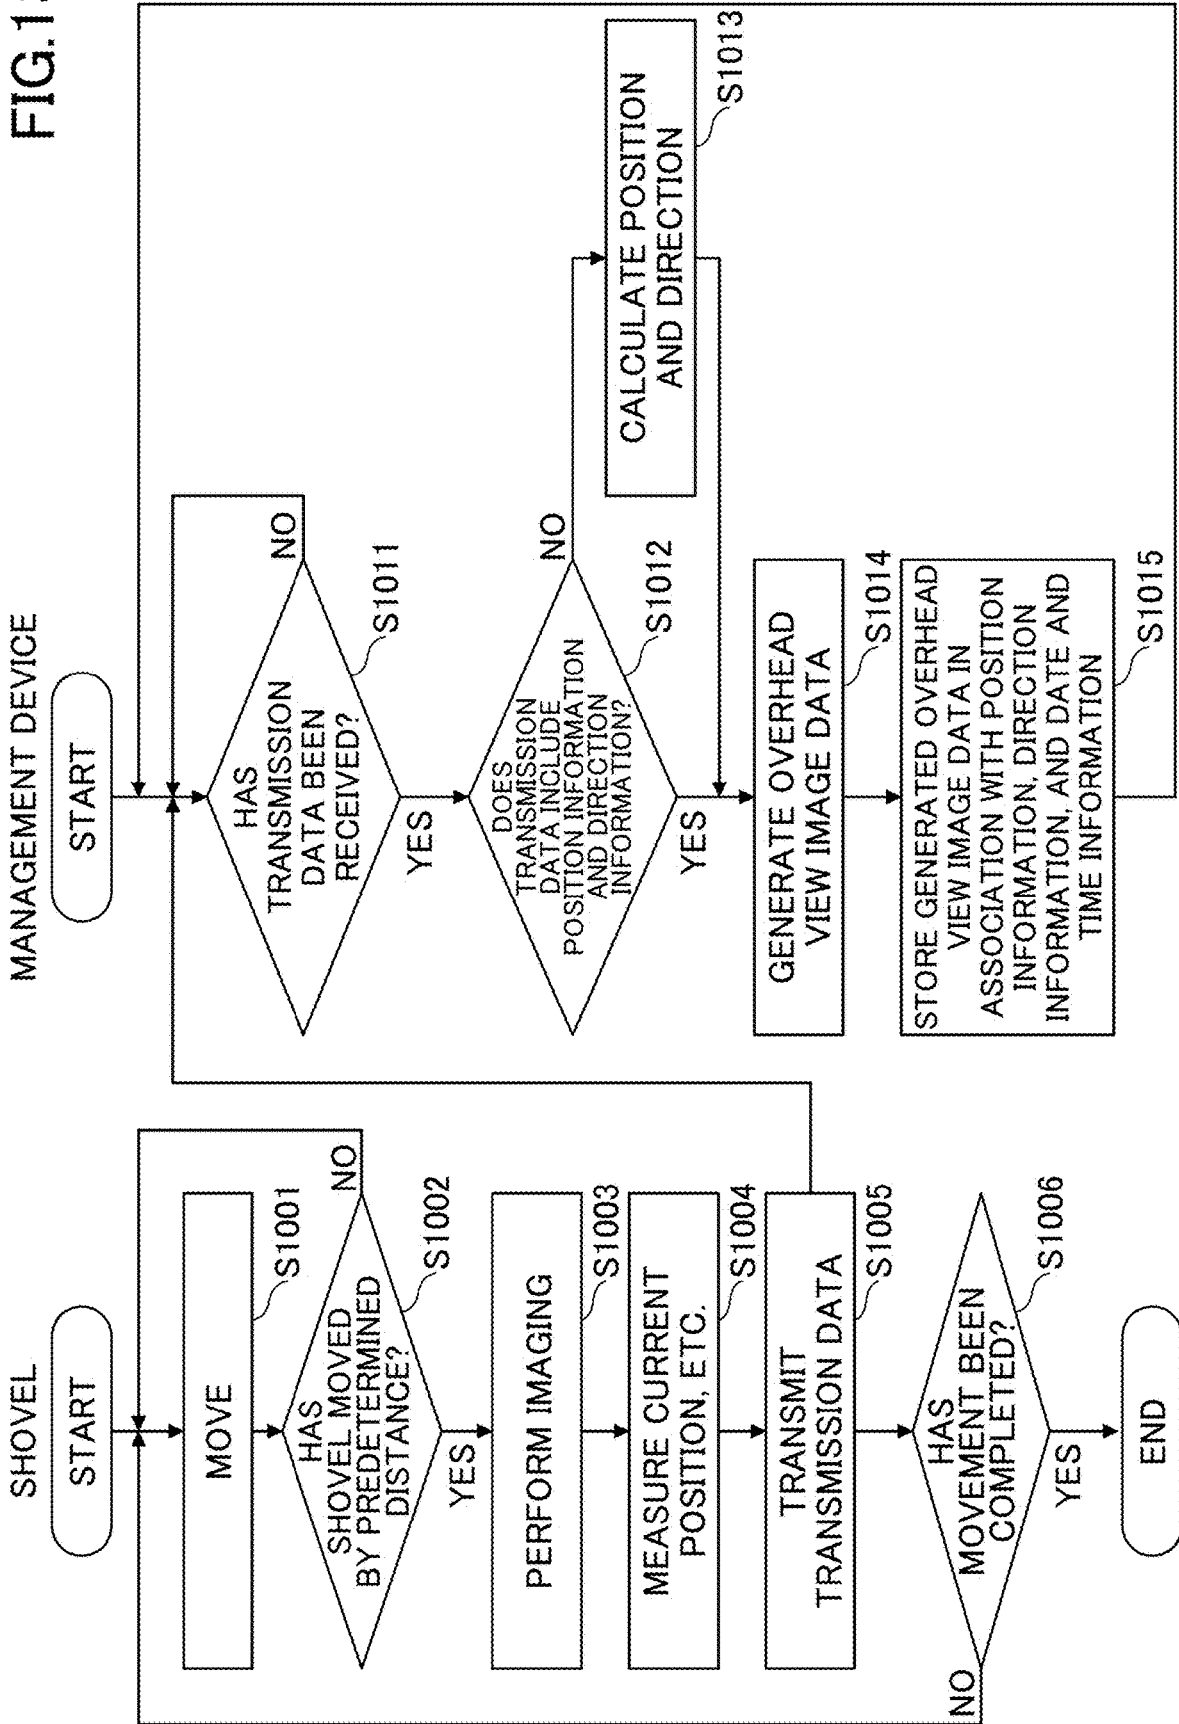 FIG.1
SHOVEL
START
MOVE
S1001
HAS
SHOVEL MOVED
BY PREDETERMINED
DISTANCE?
S1002
NO
YES
PERFORM IMAGING
S1003
MEASURE CURRENT
POSITION, ETC.
S1004
TRANSMIT
TRANSMISSION DATA
S1005
HAS
MOVEMENT BEEN
COMPLETED?
S1006
NO
YES
END
MANAGEMENT DEVICE
START
HAS
TRANSMISSION
DATA BEEN
RECEIVED?
S1011
NO
YES
DOES
TRANSMISSION
DATA INCLUDE
POSITION INFORMATION
AND DIRECTION
INFORMATION?
S1012
NO
YES
CALCULATE POSITION
AND DIRECTION
S1013
GENERATE OVERHEAD
VIEW IMAGE DATA
S1014
STORE GENERATED OVERHEAD
VIEW IMAGE DATA IN
ASSOCIATION WITH POSITION
INFORMATION, DIRECTION
INFORMATION, AND DATE AND
TIME INFORMATION
S1015